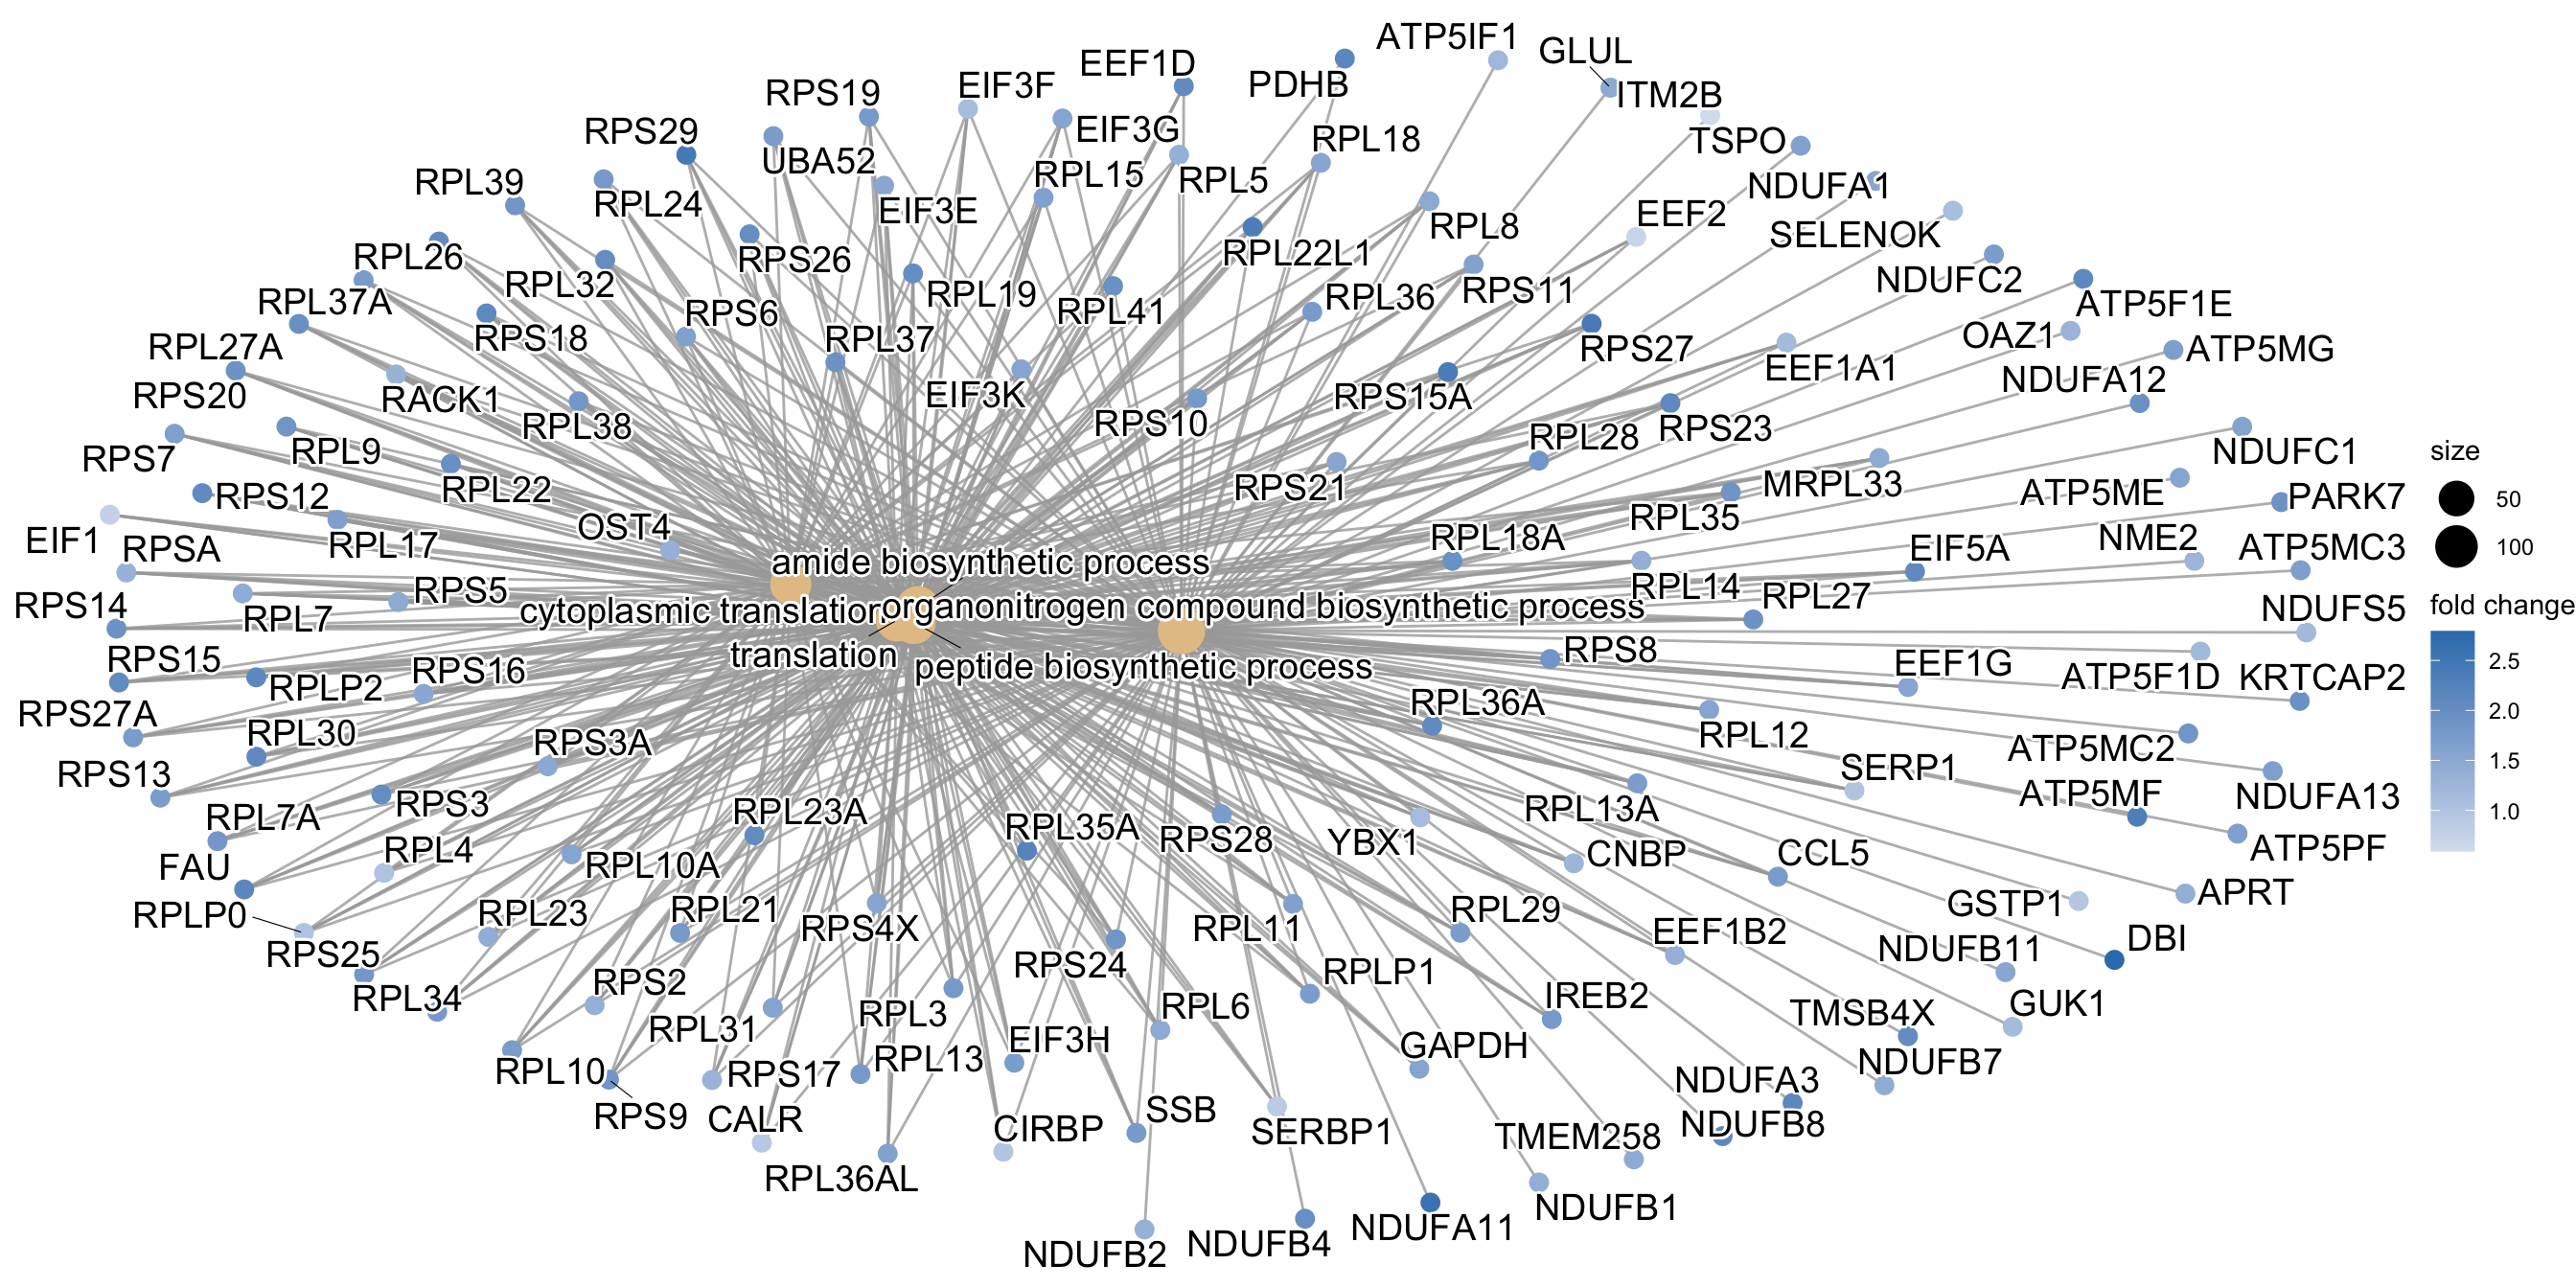 ATP5IF1
GLUL
EEF1D
PDHB
EIF3F
RPS19
ITM2B
RPS29
EIF3G
RPL18
TSPO
UBA52
RPL15
RPL5
RPL39
NDUFA1
RPL24
EIF3E
EEF2
RPL8
SELENOK
RPL26
RPS26
RPL22L1
NDUFC2
RPL32
RPL19
RPL36
RPS11
RPL37A
RPS6
RPL41
ATP5F1E
RPS18
RPL37
OAZ1
RPL27A
RPS27
ATP5MG
EEF1A1
NDUFA12
RPS20
RACK1
EIF3K
RPS15A
RPL38
RPS10
RPS23
RPL28
RPS7
RPL9
NDUFC1
size
RPL22
RPS21
MRPL33
ATP5ME
RPS12
PARK7
50
RPL35
OST4
EIF1
RPSA
RPL17
RPL18A
EIF5A
NME2
ATP5MC3
100
amide biosynthetic process
RPS5
RPL14
RPL27
RPS14
RPL7
cytoplasmic translation
organonitrogen compound biosynthetic process
NDUFS5
fold change
RPS15
translation
peptide biosynthetic process
RPS8
EEF1G
2.5
RPS16
RPLP2
ATP5F1D
KRTCAP2
RPS27A
RPL36A
2.0
RPL30
RPS3A
RPL12
ATP5MC2
RPS13
SERP1
1.5
ATP5MF
NDUFA13
RPL7A
RPS3
RPL23A
RPL35A
RPS28
YBX1
RPL13A
1.0
FAU
RPL4
RPL10A
CNBP
CCL5
ATP5PF
RPLP0
RPL23
RPL21
RPS4X
RPL11
RPL29
EEF1B2
GSTP1
APRT
RPS25
RPS24
RPLP1
NDUFB11
DBI
RPL34
RPS2
RPL31
RPL3
RPL6
IREB2
TMSB4X
GUK1
RPL10
RPS17
RPL13
EIF3H
GAPDH
NDUFA3
NDUFB7
RPS9
CALR
CIRBP
SSB
SERBP1
TMEM258
NDUFB8
RPL36AL
NDUFB2
NDUFB4
NDUFA11
NDUFB1